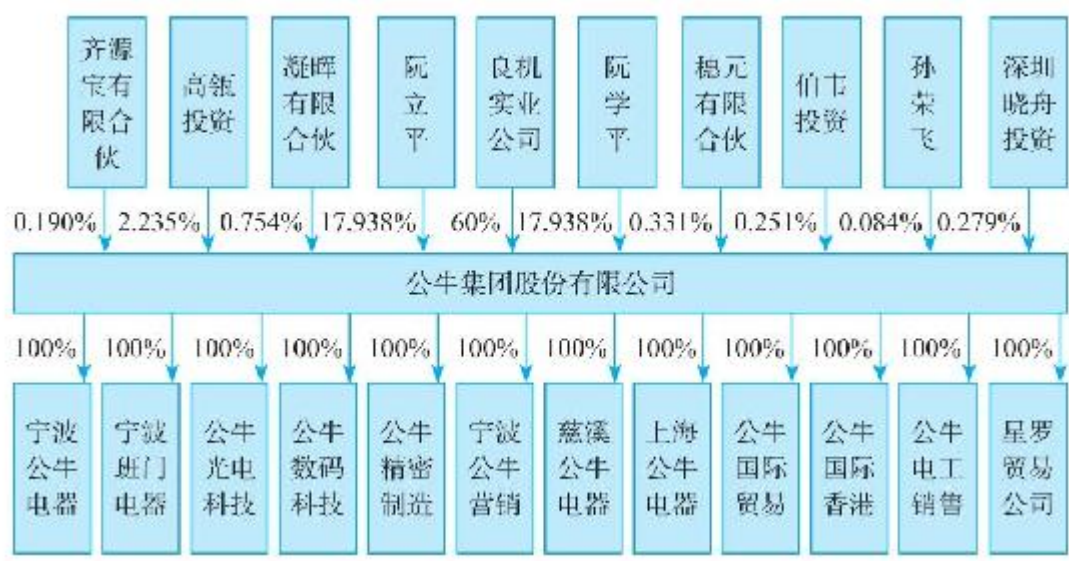 齐源
宝有
限合
伙
高瓴
投资
凝晖
有限
合伙
阮
立
平
良机
实业
公司
阮
学
平
穗元
有限
合伙
伯韦
投资
孙
荣
飞
深圳
晓舟
投资
0.190%
2.235%
0.754%
17.938%
60%
17.938%
0.331%
0.251%
0.084%
0.279%
公牛集团股份有限公司
100%
100%
100%
100%
100%
100%
100%
100%
100%
100%
100%
100%
宁波
公牛
电器
宁波
班门
电器
公牛
光电
科技
公牛
数码
科技
公牛
精密
制造
宁波
公牛
营销
慈溪
公牛
电器
上海
公牛
电器
公牛
国际
贸易
公牛
国际
香港
公牛
电工
销售
星罗
贸易
公司